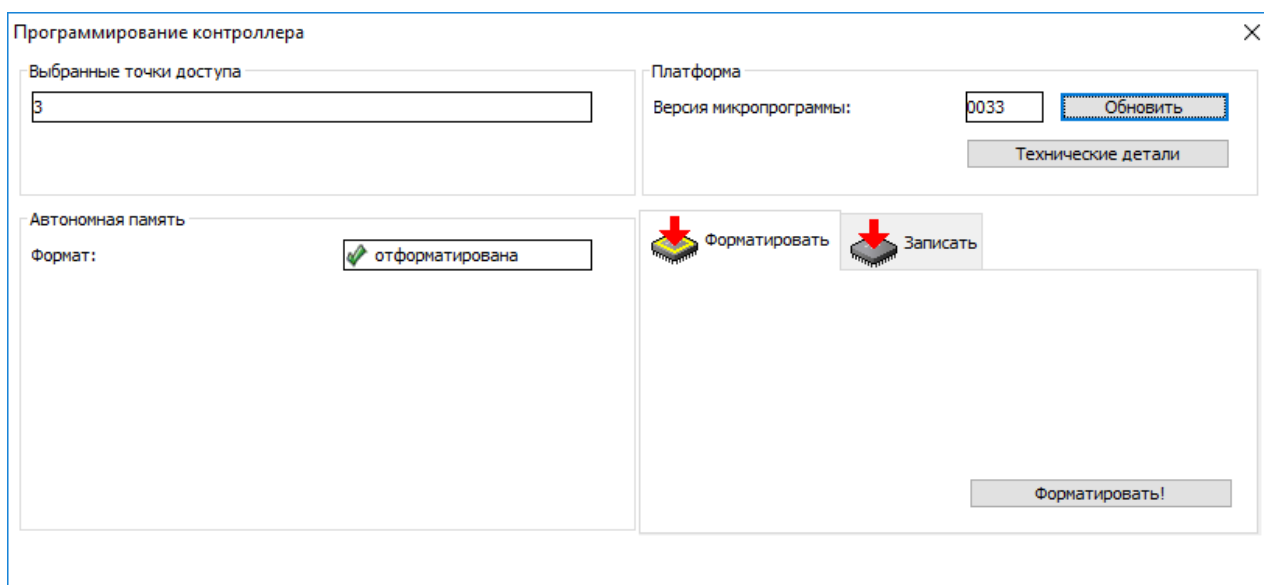 Программирование контроллера
Выбранные точки доступа
3
Платформа
Версия микропрограммы: 0033 Обновить
Технические детали
Автономная память
Формат: отформатирована
Форматировать Записать
Форматировать!